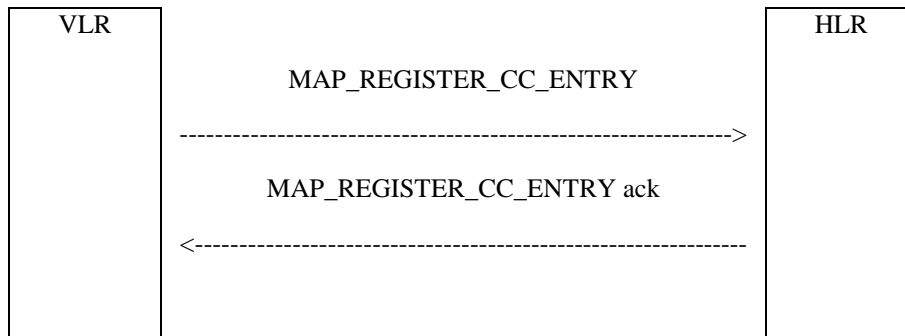 VLR HLR
MAP_REGISTER_CC_ENTRY
--------------------------------------------------------------->
MAP_REGISTER_CC_ENTRY ack
<---------------------------------------------------------------